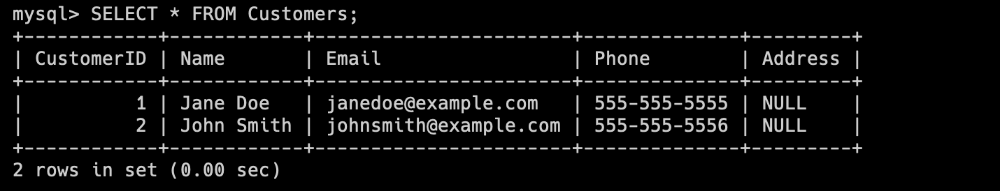 mysql> SELECT * FROM Customers;
+------------+------------+-----------------------+--------------+---------+
| CustomerID | Name       | Email                 | Phone        | Address |
+------------+------------+-----------------------+--------------+---------+
|          1 | Jane Doe   | janedoe@example.com   | 555-555-5555 | NULL    |
|          2 | John Smith | johnsmith@example.com | 555-555-5556 | NULL    |
+------------+------------+-----------------------+--------------+---------+
2 rows in set (0.00 sec)